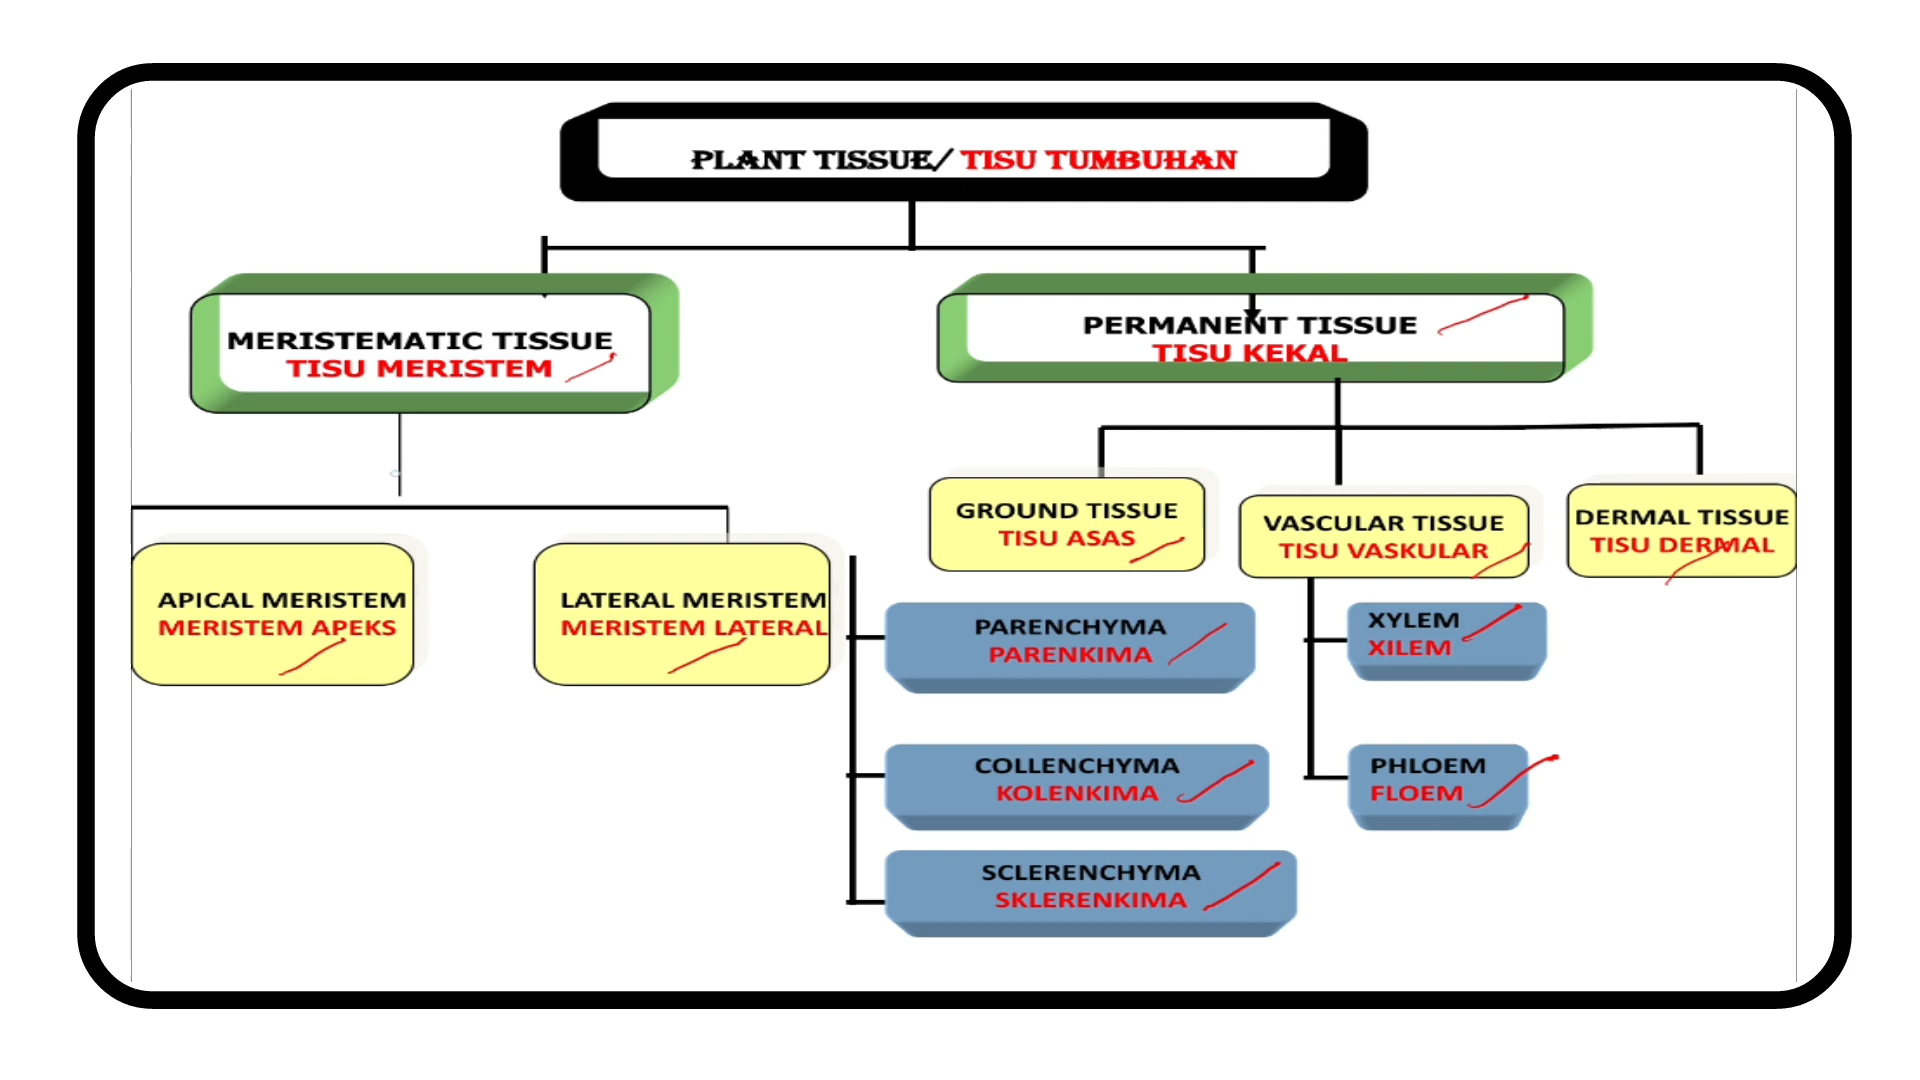 PLANT TISSUE/ TISU TUMBUHAN
MERISTEMATIC TISSUE
TISU MERISTEM
PERMANENT TISSUE
TISU KEKAL
GROUND TISSUE
TISU ASAS
VASCULAR TISSUE
TISU VASKULAR
DERMAL TISSUE
TISU DERMAL
APICAL MERISTEM
MERISTEM APEKS
LATERAL MERISTEM
MERISTEM LATERAL
PARENCHYMA
PARENKIMA
XYLEM
XILEM
COLLENCHYMA
KOLENKIMA
PHLOEM
FLOEM
SCLERENCHYMA
SKLERENKIMA